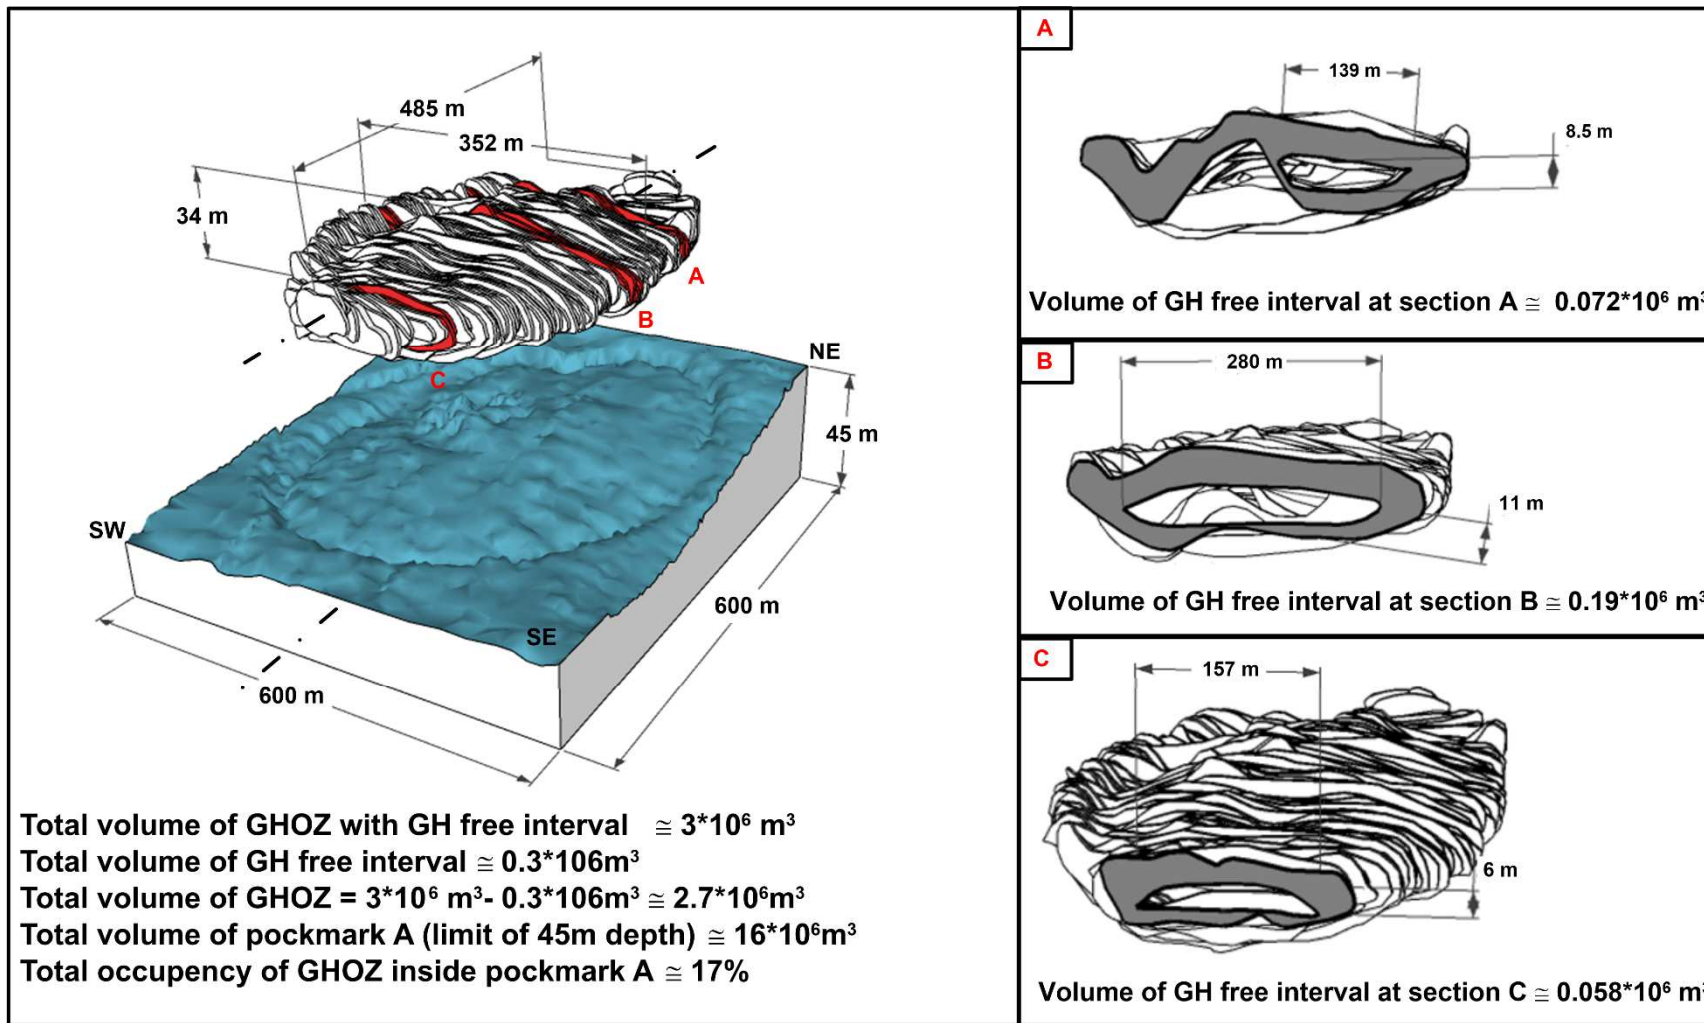 485 m
352 m
34 m
A
B
C
NE
45 m
SW
600 m
SE
600 m
Total volume of GHOZ with GH free interval ≅ 3*10⁶ m³
Total volume of GH free interval ≅ 0.3*106m³
Total volume of GHOZ = 3*10⁶ m³- 0.3*106m³ ≅ 2.7*10⁶m³
Total volume of pockmark A (limit of 45m depth) ≅ 16*10⁶m³
Total occupency of GHOZ inside pockmark A ≅ 17%
A
139 m
8.5 m
Volume of GH free interval at section A ≅ 0.072*10⁶ m³
B
280 m
11 m
Volume of GH free interval at section B ≅ 0.19*10⁶ m³
C
157 m
6 m
Volume of GH free interval at section C ≅ 0.058*10⁶ m³